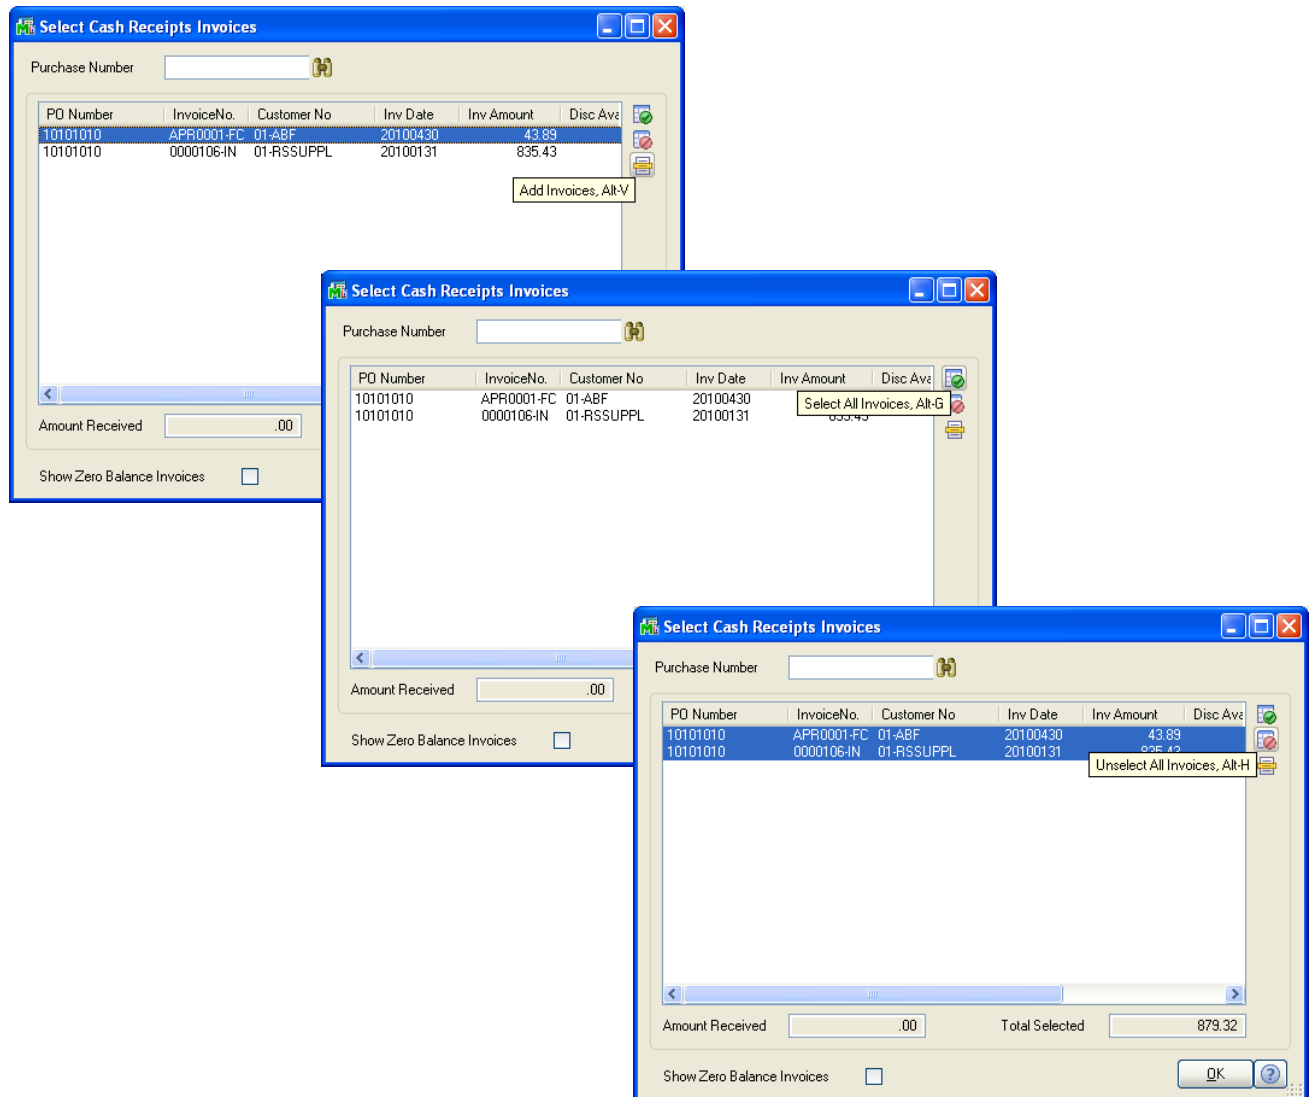 Select Cash Receipts Invoices
Purchase Number
PO Number InvoiceNo. Customer No Inv Date Inv Amount Disc Ava
10101010 APR0001-FC 01-ABF 20100430 43.89
10101010 0000106-IN 01-RSSUPPL 20100131 835.43
Add Invoices, Alt-V
Amount Received .00
Show Zero Balance Invoices
Select Cash Receipts Invoices
Purchase Number
PO Number InvoiceNo. Customer No Inv Date Inv Amount Disc Ava
10101010 APR0001-FC 01-ABF 20100430
Select All Invoices, Alt-G
10101010 0000106-IN 01-RSSUPPL 20100131 835.43
Amount Received .00
Show Zero Balance Invoices
Select Cash Receipts Invoices
Purchase Number
PO Number InvoiceNo. Customer No Inv Date Inv Amount Disc Ava
10101010 APR0001-FC 01-ABF 20100430 43.89
10101010 0000106-IN 01-RSSUPPL 20100131 835.43
Unselect All Invoices, Alt-H
Amount Received .00 Total Selected 879.32
Show Zero Balance Invoices OK ?